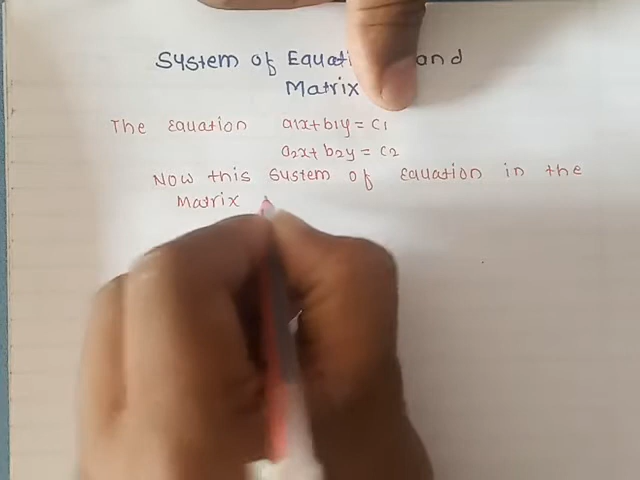 System of and
Matrix
The Equation a1x+b1y = c1
a2x+ b2y = c2
Now this System of Equation in the
Matrix